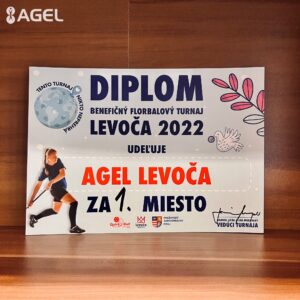 AGEL
TENTO TURNAJ
DIPLOM
BENEFIČNÝ FLORBALOVÝ TURNAJ
LEVOČA 2022
UDEĽUJE
AGEL LEVOČA
ZA 1. MIESTO
VEDÚCI TURNAJA